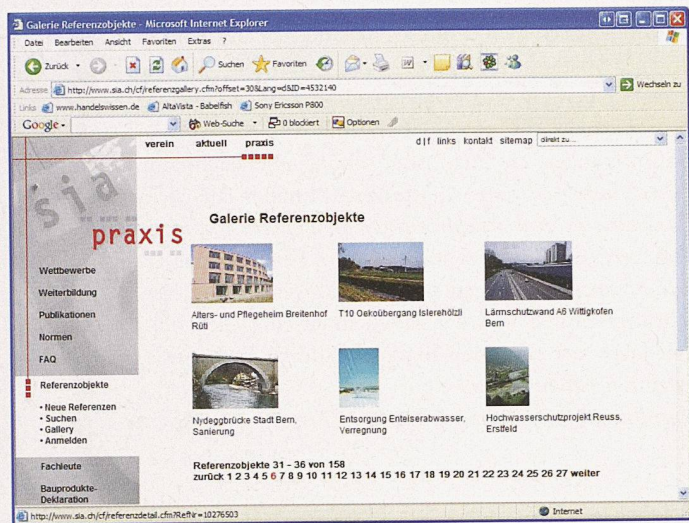 Galerie Referenzobjekte - Microsoft Internet Explorer
Datei Bearbeiten Ansicht Favoriten Extras ?
Zurück Suchen Favoriten
Adresse http://www.sia.ch/cf/referenzgallery.cfm?offset=30&Lang=d&ID=4532140 Wechseln zu
Links www.handelswissen.de AltaVista - Babelfish Sony Ericsson P800
Google Web-Suche 0 blockiert Optionen
verein aktuell praxis d|f links kontakt sitemap direkt zu...
sia
praxis
Galerie Referenzobjekte
Wettbewerbe
Weiterbildung
Publikationen
Normen
FAQ
Referenzobjekte
• Neue Referenzen
• Suchen
• Gallery
• Anmelden
Fachleute
Bauprodukte-
Deklaration
Alters- und Pflegeheim Breitenhof
Rüti
T10 Oekoübergang Islerehölzli
Lärmschutzwand A6 Wittigkofen
Bern
Nydeggbrücke Stadt Bern,
Sanierung
Entsorgung Enteiserabwasser,
Verregnung
Hochwasserschutzprojekt Reuss,
Erstfeld
Referenzobjekte 31 - 36 von 158
zurück 1 2 3 4 5 6 7 8 9 10 11 12 13 14 15 16 17 18 19 20 21 22 23 24 25 26 27 weiter
http://www.sia.ch/cf/referenzdetail.cfm?RefNr=10276503 Internet